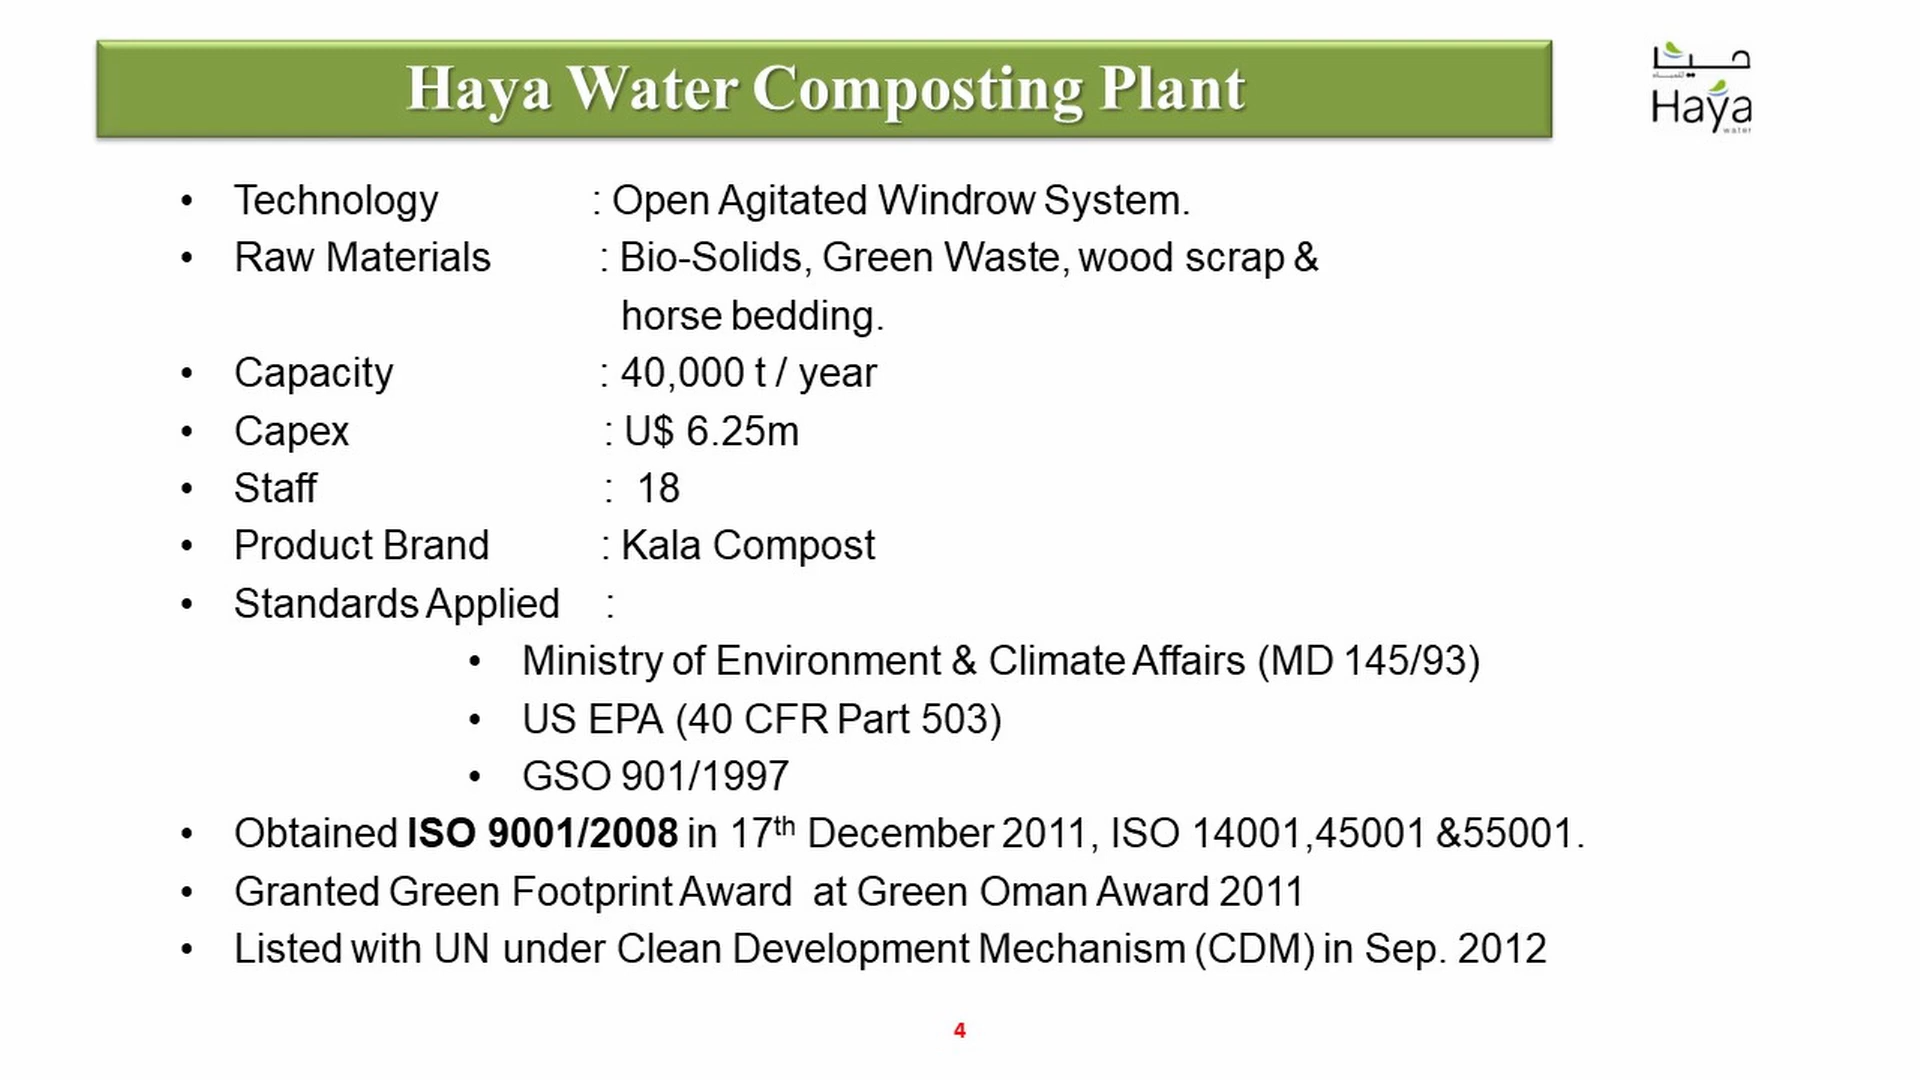 Haya Water Composting Plant
حيا
Haya
water
• Technology : Open Agitated Windrow System.
• Raw Materials : Bio-Solids, Green Waste, wood scrap &
horse bedding.
• Capacity : 40,000 t / year
• Capex : U$ 6.25m
• Staff : 18
• Product Brand : Kala Compost
• Standards Applied :
• Ministry of Environment & Climate Affairs (MD 145/93)
• US EPA (40 CFR Part 503)
• GSO 901/1997
• Obtained ISO 9001/2008 in 17th December 2011, ISO 14001,45001 &55001.
• Granted Green Footprint Award at Green Oman Award 2011
• Listed with UN under Clean Development Mechanism (CDM) in Sep. 2012
4